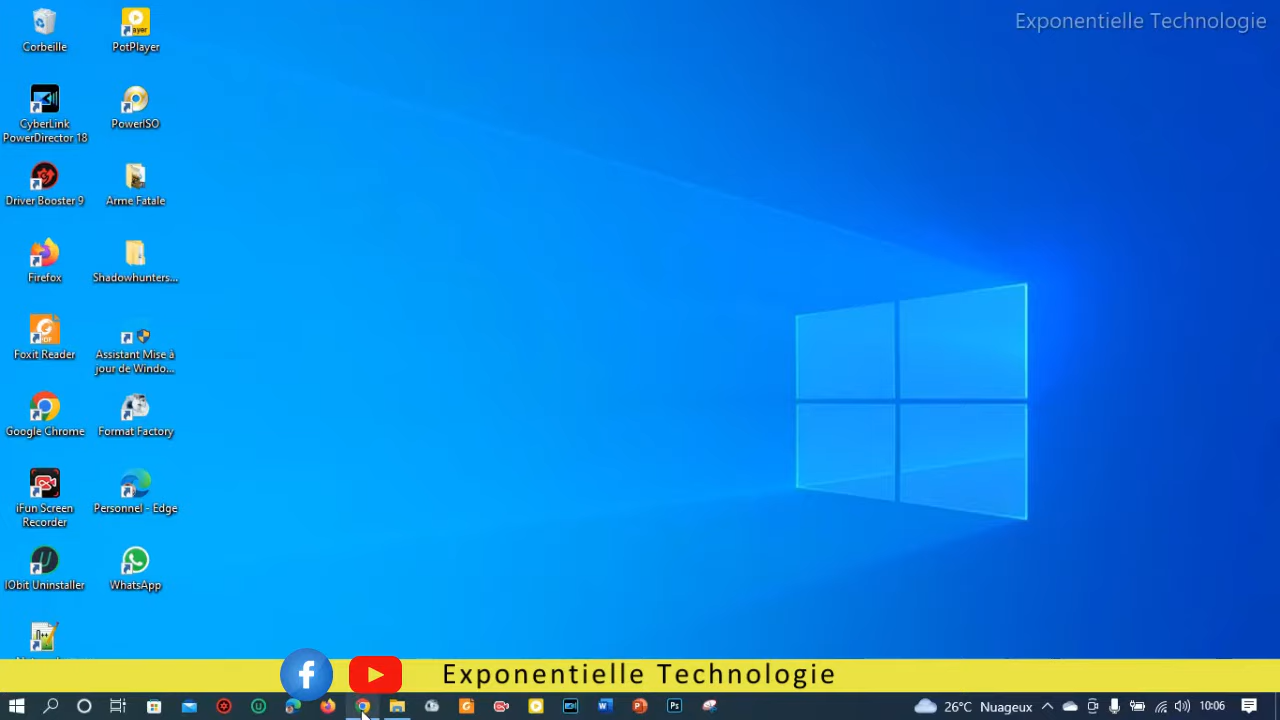 Exponentielle Technologie
Corbeille
PotPlayer
CyberLink
PowerDirector 18
PowerISO
Driver Booster 9
Arme Fatale
Firefox
Shadowhunters...
Foxit Reader
Assistant Mise à
jour de Windo...
Google Chrome
Format Factory
iFun Screen
Recorder
Personnel - Edge
IObit Uninstaller
WhatsApp
Exponentielle Technologie
26°C Nuageux
10:06